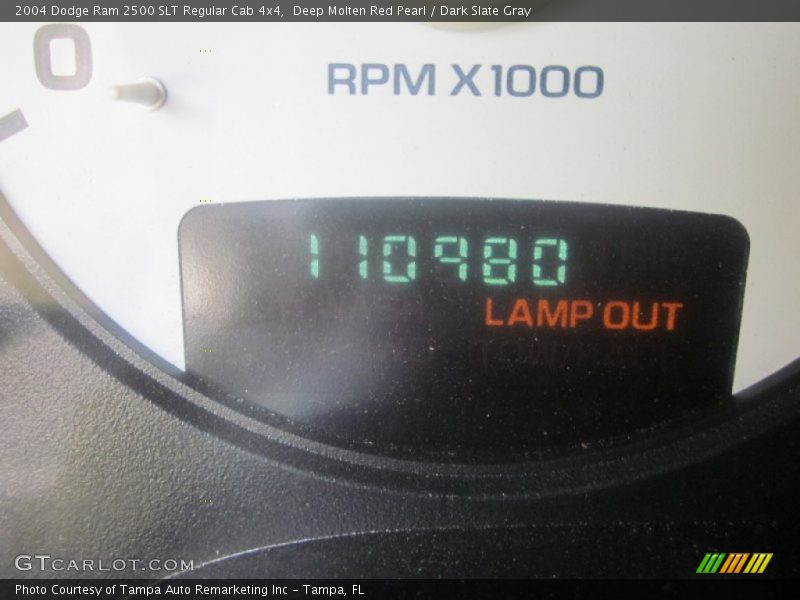 2004 Dodge Ram 2500 SLT Regular Cab 4x4, Deep Molten Red Pearl / Dark Slate Gray
0
RPM X1000
110980
LAMP OUT
GTCARLOT.COM
Photo Courtesy of Tampa Auto Remarketing Inc - Tampa, FL